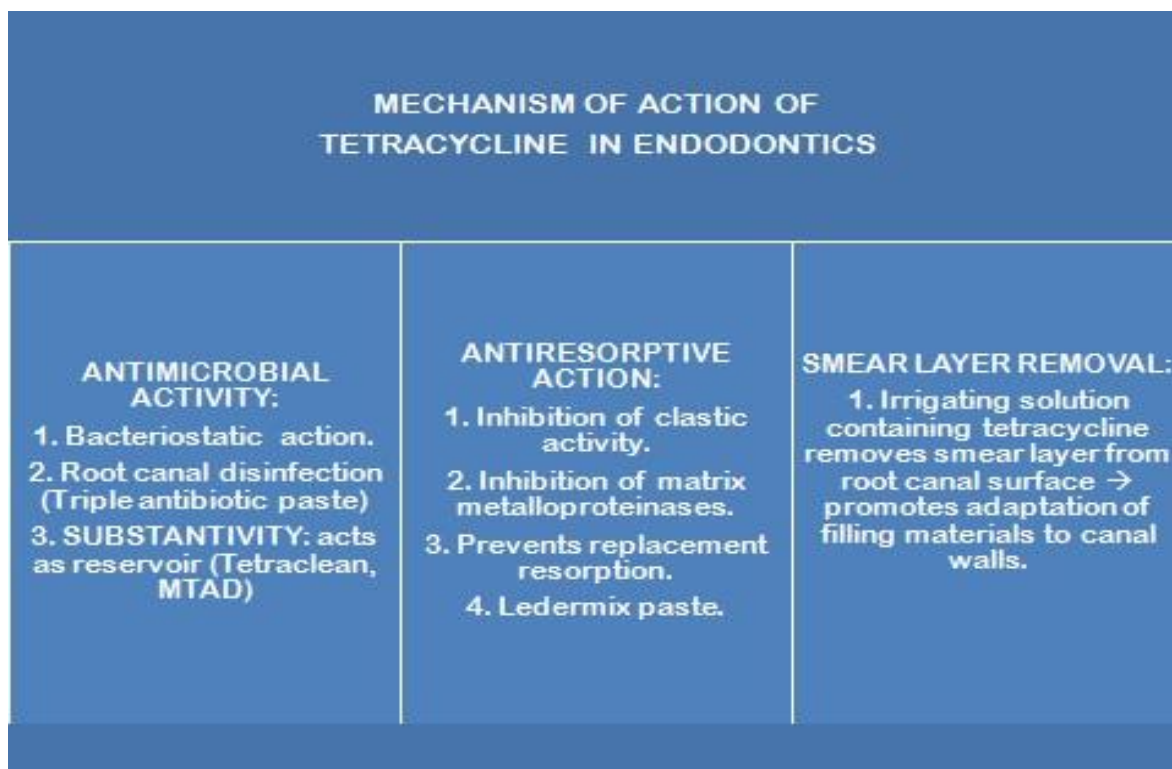 MECHANISM OF ACTION OF
TETRACYCLINE IN ENDODONTICS
ANTIMICROBIAL
ACTIVITY:
1. Bacteriostatic action.
2. Root canal disinfection
(Triple antibiotic paste)
3. SUBSTANTIVITY: acts
as reservoir (Tetraclean,
MTAD)
ANTIRESORPTIVE
ACTION:
1. Inhibition of clastic
activity.
2. Inhibition of matrix
metalloproteinases.
3. Prevents replacement
resorption.
4. Ledermix paste.
SMEAR LAYER REMOVAL:
1. Irrigating solution
containing tetracycline
removes smear layer from
root canal surface →
promotes adaptation of
filling materials to canal
walls.